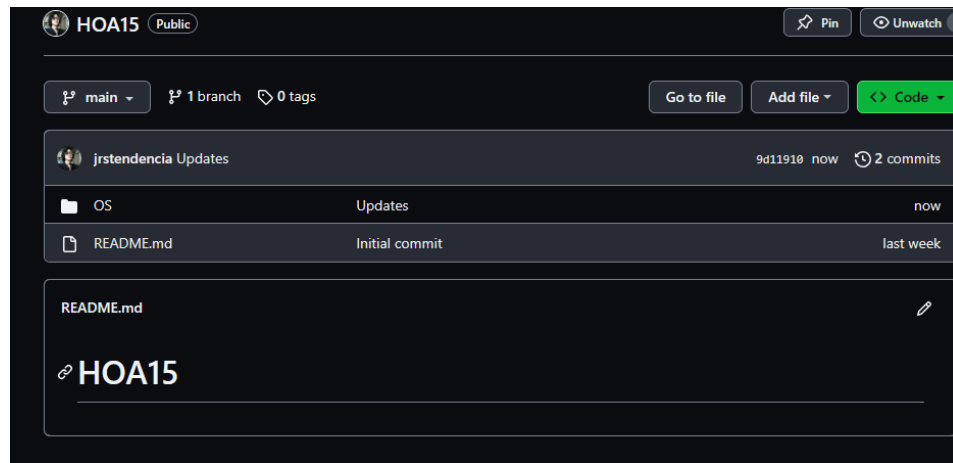 HOA15 Public Pin Unwatch
main 1 branch 0 tags Go to file Add file <> Code
jrstendencia Updates 9d11910 now 2 commits
OS Updates now
README.md Initial commit last week
README.md
HOA15